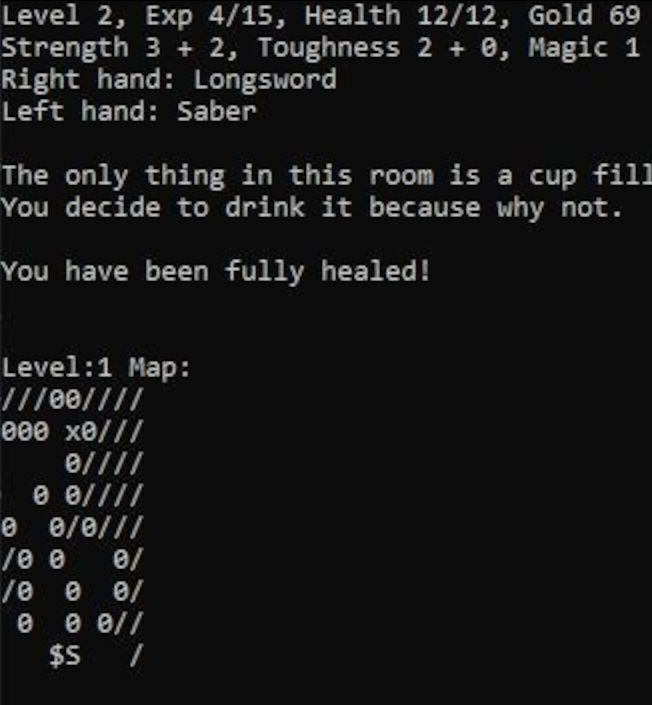 Level 2, Exp 4/15, Health 12/12, Gold 69
Strength 3 + 2, Toughness 2 + 0, Magic 1
Right hand: Longsword
Left hand: Saber
The only thing in this room is a cup fill
You decide to drink it because why not.
You have been fully healed!
Level:1 Map:
///00////
000 x0///
    0////
  0 0////
0  0/0///
/0 0   0/
/0  0  0/
 0  0 0//
   $S   /